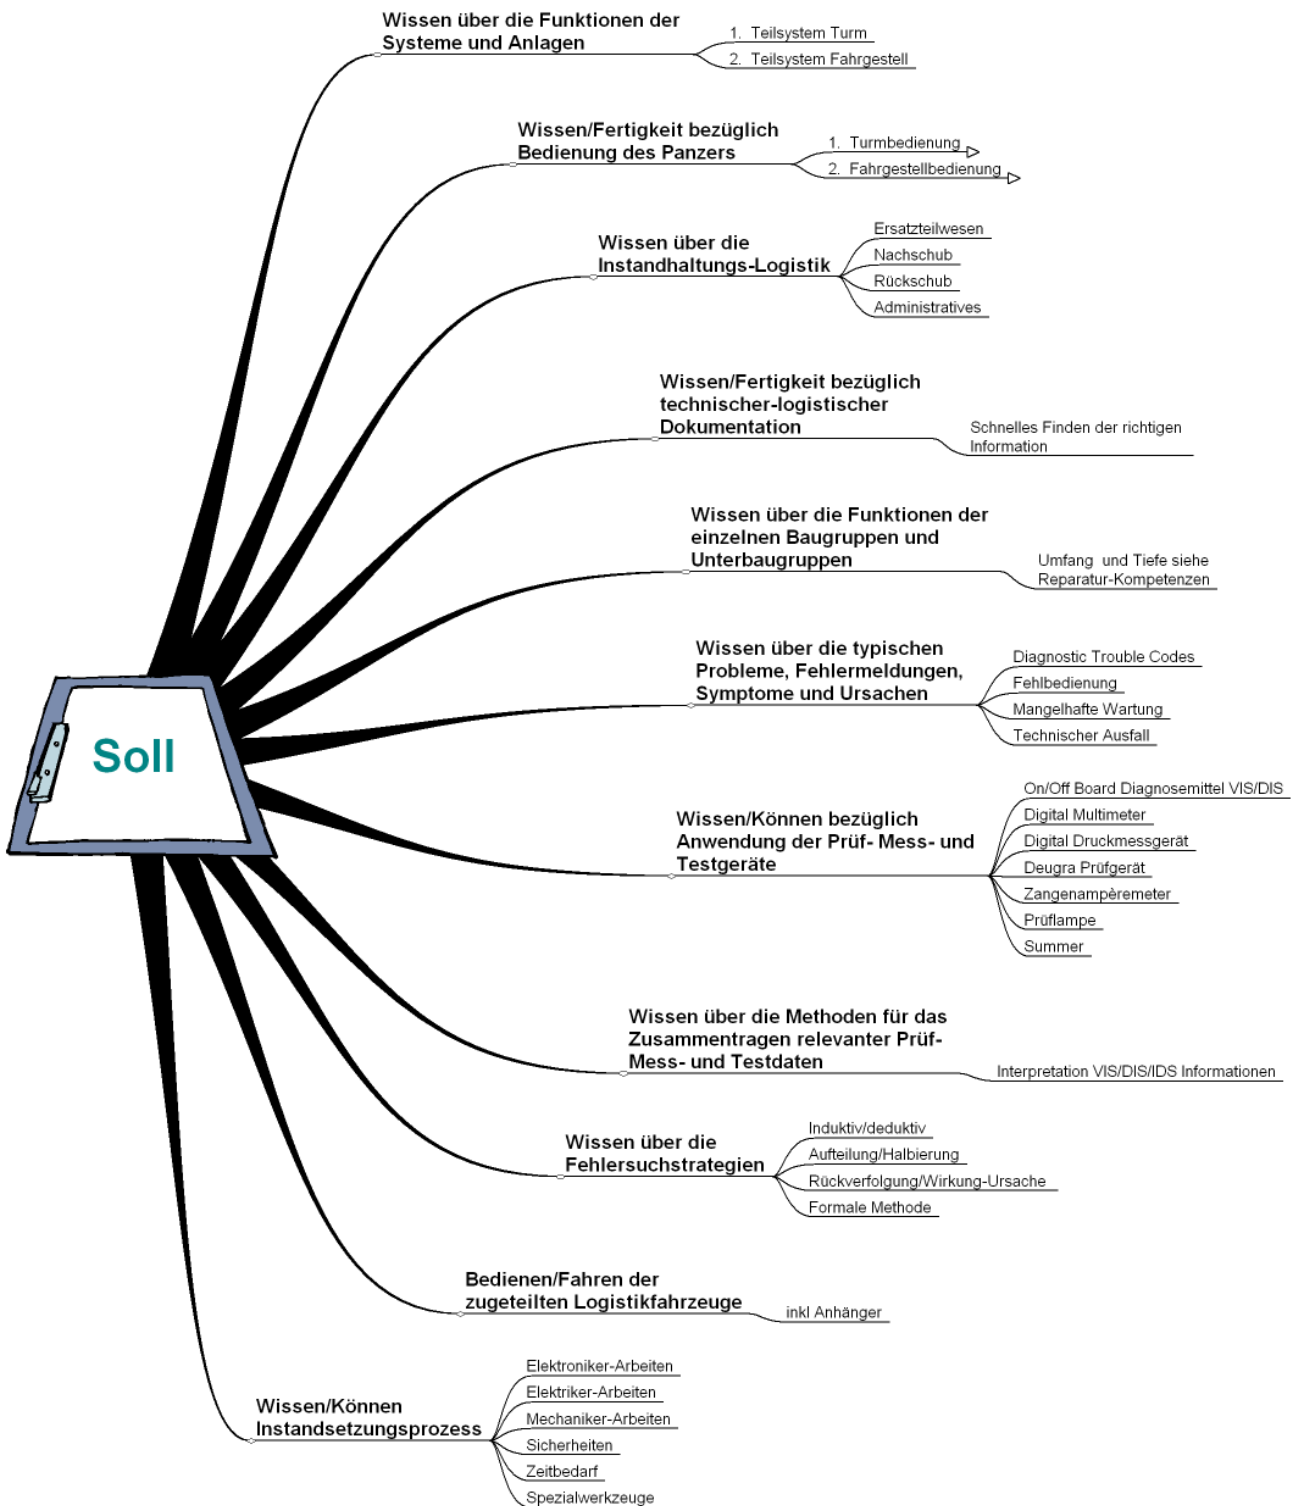 Wissen über die Funktionen der
Systeme und Anlagen
1. Teilsystem Turm
2. Teilsystem Fahrgestell
Wissen/Fertigkeit bezüglich
Bedienung des Panzers
1. Turmbedienung
2. Fahrgestellbedienung
Wissen über die
Instandhaltungs-Logistik
Ersatzteilwesen
Nachschub
Rückschub
Administratives
Wissen/Fertigkeit bezüglich
technischer-logistischer
Dokumentation
Schnelles Finden der richtigen
Information
Wissen über die Funktionen der
einzelnen Baugruppen und
Unterbaugruppen
Umfang und Tiefe siehe
Reparatur-Kompetenzen
Wissen über die typischen
Probleme, Fehlermeldungen,
Symptome und Ursachen
Diagnostic Trouble Codes
Fehlbedienung
Mangelhafte Wartung
Technischer Ausfall
Soll
Wissen/Können bezüglich
Anwendung der Prüf- Mess- und
Testgeräte
On/Off Board Diagnosemittel VIS/DIS
Digital Multimeter
Digital Druckmessgerät
Deugra Prüfgerät
Zangenampèremeter
Prüflampe
Summer
Wissen über die Methoden für das
Zusammentragen relevanter Prüf-
Mess- und Testdaten
Interpretation VIS/DIS/IDS Informationen
Wissen über die
Fehlersuchstrategien
Induktiv/deduktiv
Aufteilung/Halbierung
Rückverfolgung/Wirkung-Ursache
Formale Methode
Bedienen/Fahren der
zugeteilten Logistikfahrzeuge
inkl Anhänger
Wissen/Können
Instandsetzungsprozess
Elektroniker-Arbeiten
Elektriker-Arbeiten
Mechaniker-Arbeiten
Sicherheiten
Zeitbedarf
Spezialwerkzeuge